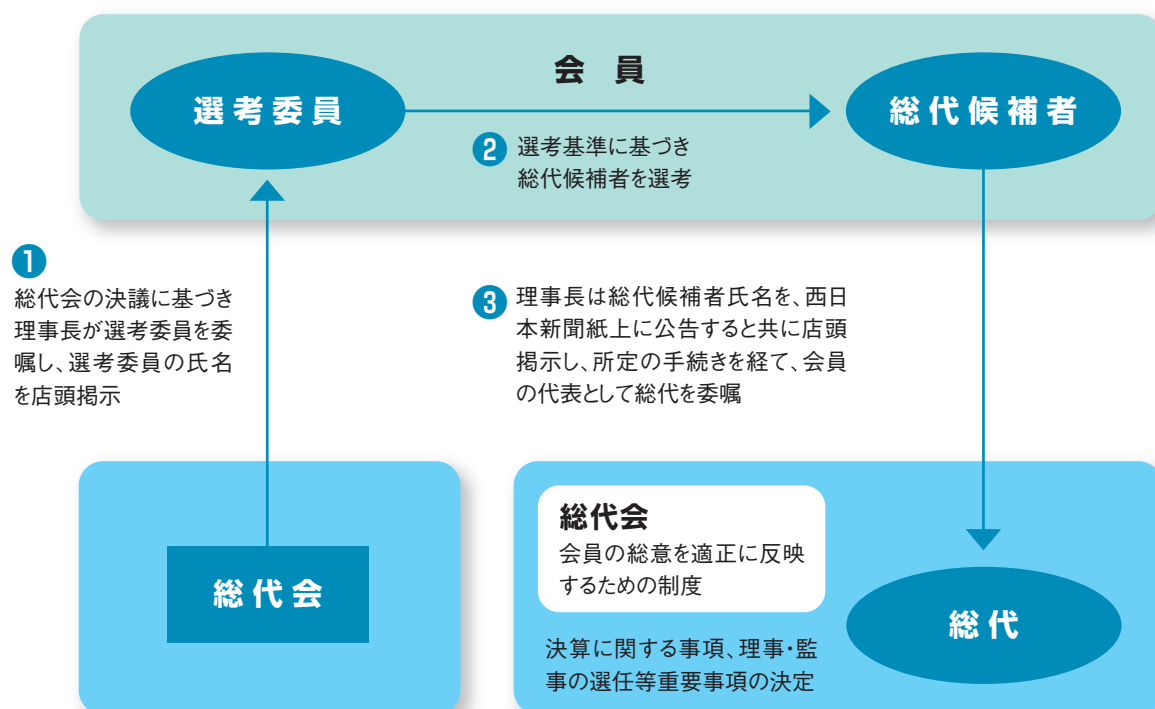 会員
選考委員
総代候補者
❷ 選考基準に基づき
総代候補者を選考
❶
総代会の決議に基づき
理事長が選考委員を委
嘱し、選考委員の氏名
を店頭掲示
❸ 理事長は総代候補者氏名を、西日
本新聞紙上に公告すると共に店頭
掲示し、所定の手続きを経て、会員
の代表として総代を委嘱
総代会
総代会
会員の総意を適正に反映
するための制度
決算に関する事項、理事・監
事の選任等重要事項の決定
総代